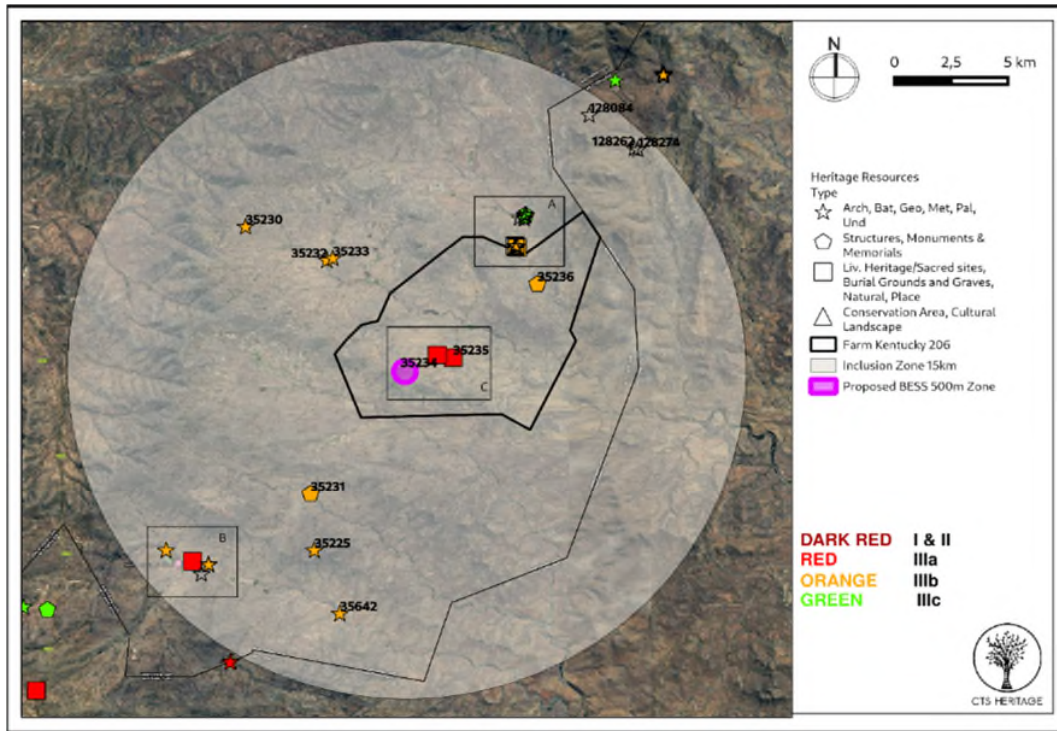 N
0 2,5 5 km
128084
128262 128274
A
35230
35232 35233
35236
35235
35234
C
35231
B
35225
35642
Heritage Resources
Type
Arch, Bat, Geo, Met, Pal,
Und
Structures, Monuments &
Memorials
Liv. Heritage/Sacred sites,
Burial Grounds and Graves,
Natural, Place
Conservation Area, Cultural
Landscape
Farm Kentucky 206
Inclusion Zone 15km
Proposed BESS 500m Zone
DARK RED I & II
RED IIIa
ORANGE IIIb
GREEN IIIc
CTS HERITAGE